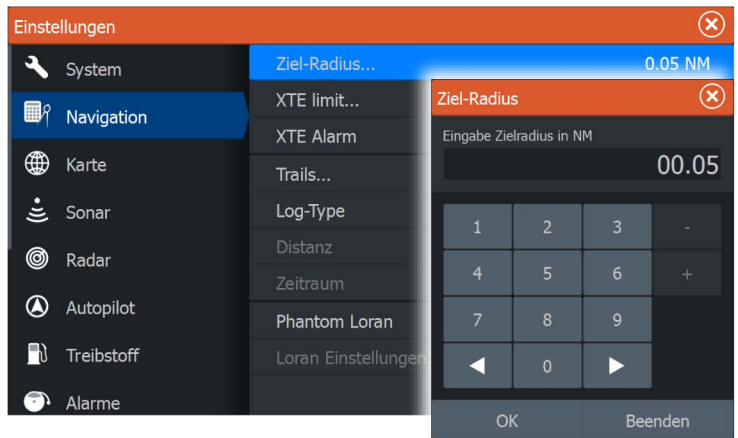 Einstellungen
System
Navigation
Karte
Sonar
Radar
Autopilot
Treibstoff
Alarme
Ziel-Radius... 0.05 NM
XTE limit...
XTE Alarm
Trails...
Log-Type
Distanz
Zeitraum
Phantom Loran
Loran Einstellungen
Ziel-Radius
Eingabe Zielradius in NM
00.05
1 2 3 -
4 5 6 +
7 8 9
0
OK Beenden